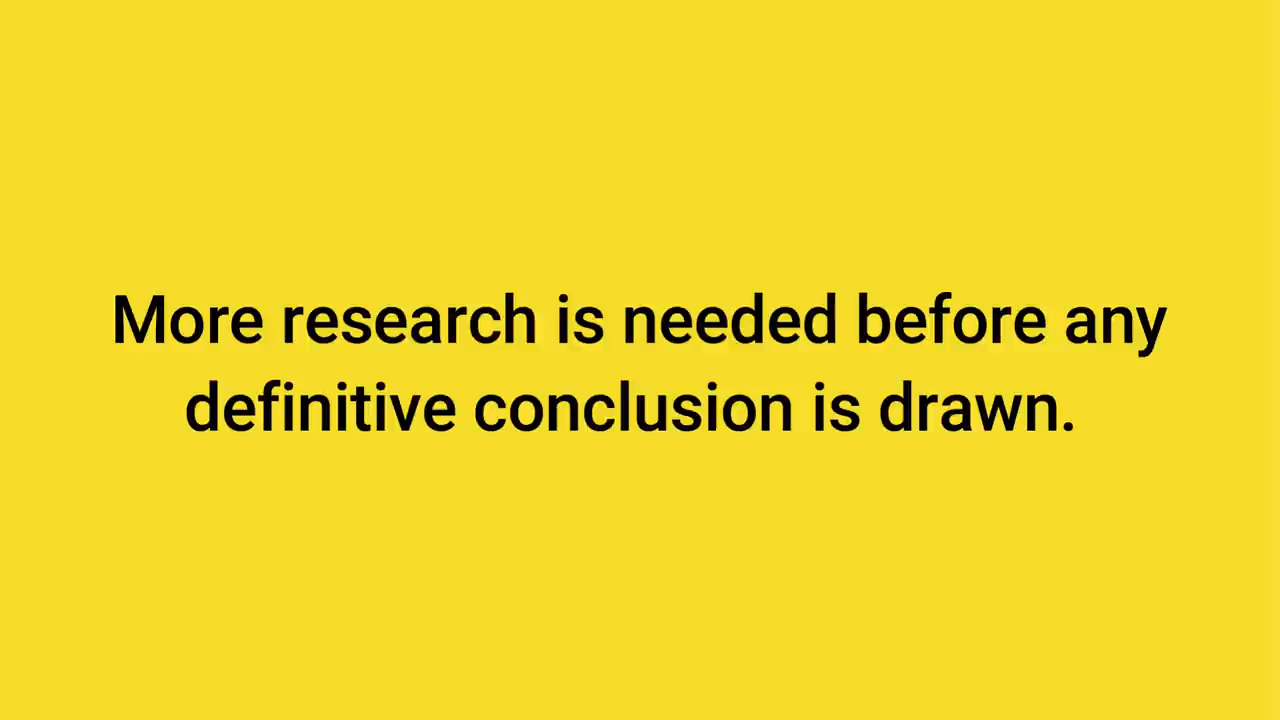 More research is needed before any
definitive conclusion is drawn.